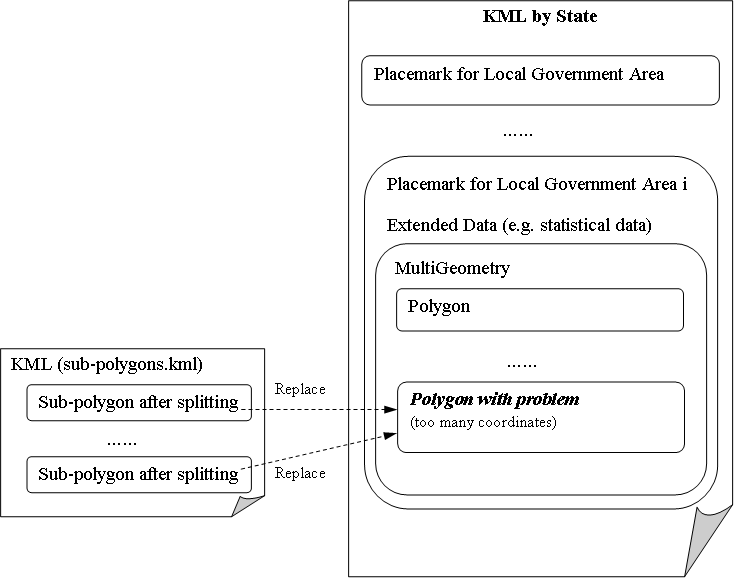 KML by State
Placemark for Local Government Area
......
Placemark for Local Government Area i
Extended Data (e.g. statistical data)
MultiGeometry
Polygon
......
Polygon with problem
(too many coordinates)
KML (sub-polygons.kml)
Sub-polygon after splitting
......
Sub-polygon after splitting
Replace
Replace